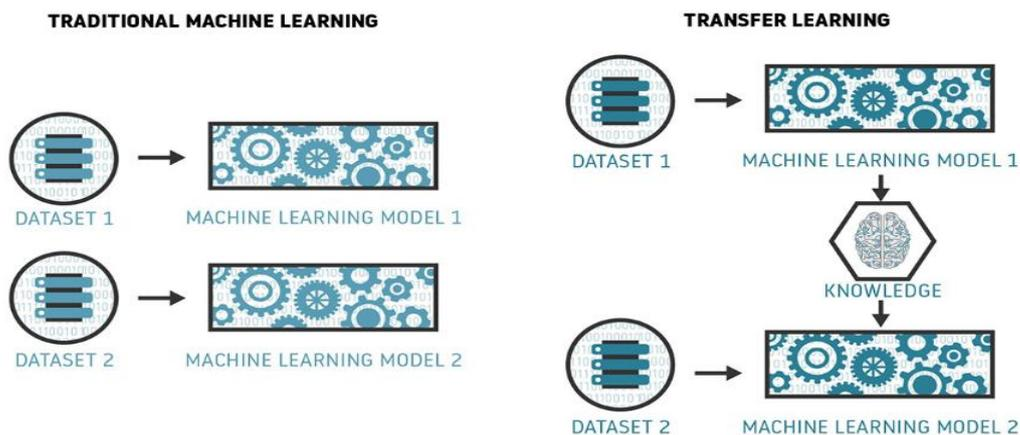 TRADITIONAL MACHINE LEARNING
DATASET 1
MACHINE LEARNING MODEL 1
DATASET 2
MACHINE LEARNING MODEL 2
TRANSFER LEARNING
DATASET 1
MACHINE LEARNING MODEL 1
KNOWLEDGE
DATASET 2
MACHINE LEARNING MODEL 2